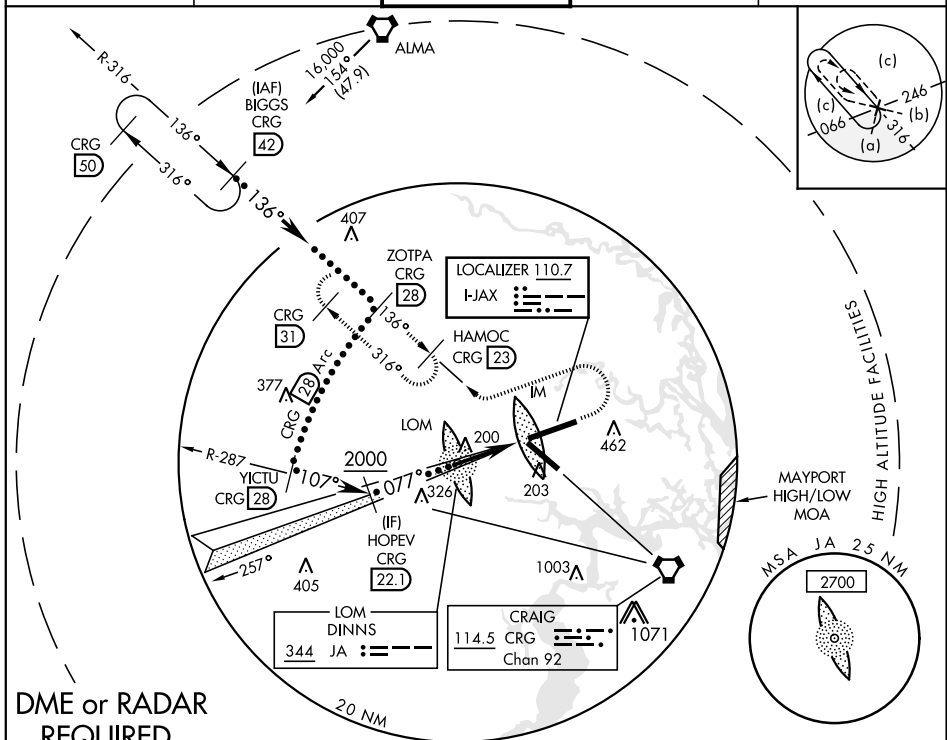 ALMA
16,000
154°
(47.9)
R-316
(IAF)
BIGGS
CRG
42
CRG
50
136°
316°
136°
(c)
(c)
246
(b)
066
316
(a)
407
ZOTPA
CRG
28
LOCALIZER 110.7
I-JAX
CRG
31
136°
HAMOC
CRG 23
316°
377
CRG 28 Arc
IM
LOM
200
462
R-287
2000
YICTU
CRG 28
107°
077°
326
203
MAYPORT
HIGH/LOW
MOA
HIGH ALTITUDE FACILITIES
(IF)
HOPEV
CRG
22.1
257°
405
1003
MSA JA 25 NM
2700
LOM
DINNS
344 JA
CRAIG
114.5 CRG
Chan 92
1071
DME or RADAR
REQUIRED
20 NM